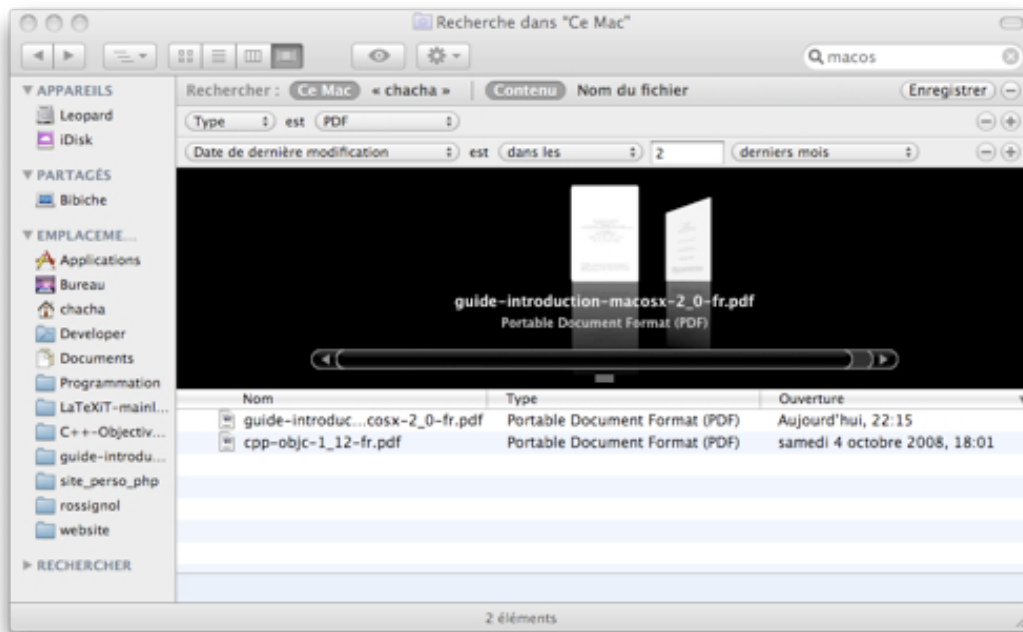 Recherche dans "Ce Mac"
macos
APPAREILS
Leopard
iDisk
PARTAGÉS
Bibiche
EMPLACEME...
Applications
Bureau
chacha
Developer
Documents
Programmation
LaTeXiT-mainl...
C++-Objectiv...
guide-introdu...
site_perso_php
rossignol
website
RECHERCHER
Rechercher : Ce Mac « chacha » Contenu Nom du fichier Enregistrer
Type est PDF
Date de dernière modification est dans les 2 derniers mois
guide-introduction-macosx-2_0-fr.pdf
Portable Document Format (PDF)
Nom Type Ouverture
guide-introduc...cosx-2_0-fr.pdf Portable Document Format (PDF) Aujourd'hui, 22:15
cpp-objc-1_12-fr.pdf Portable Document Format (PDF) samedi 4 octobre 2008, 18:01
2 éléments